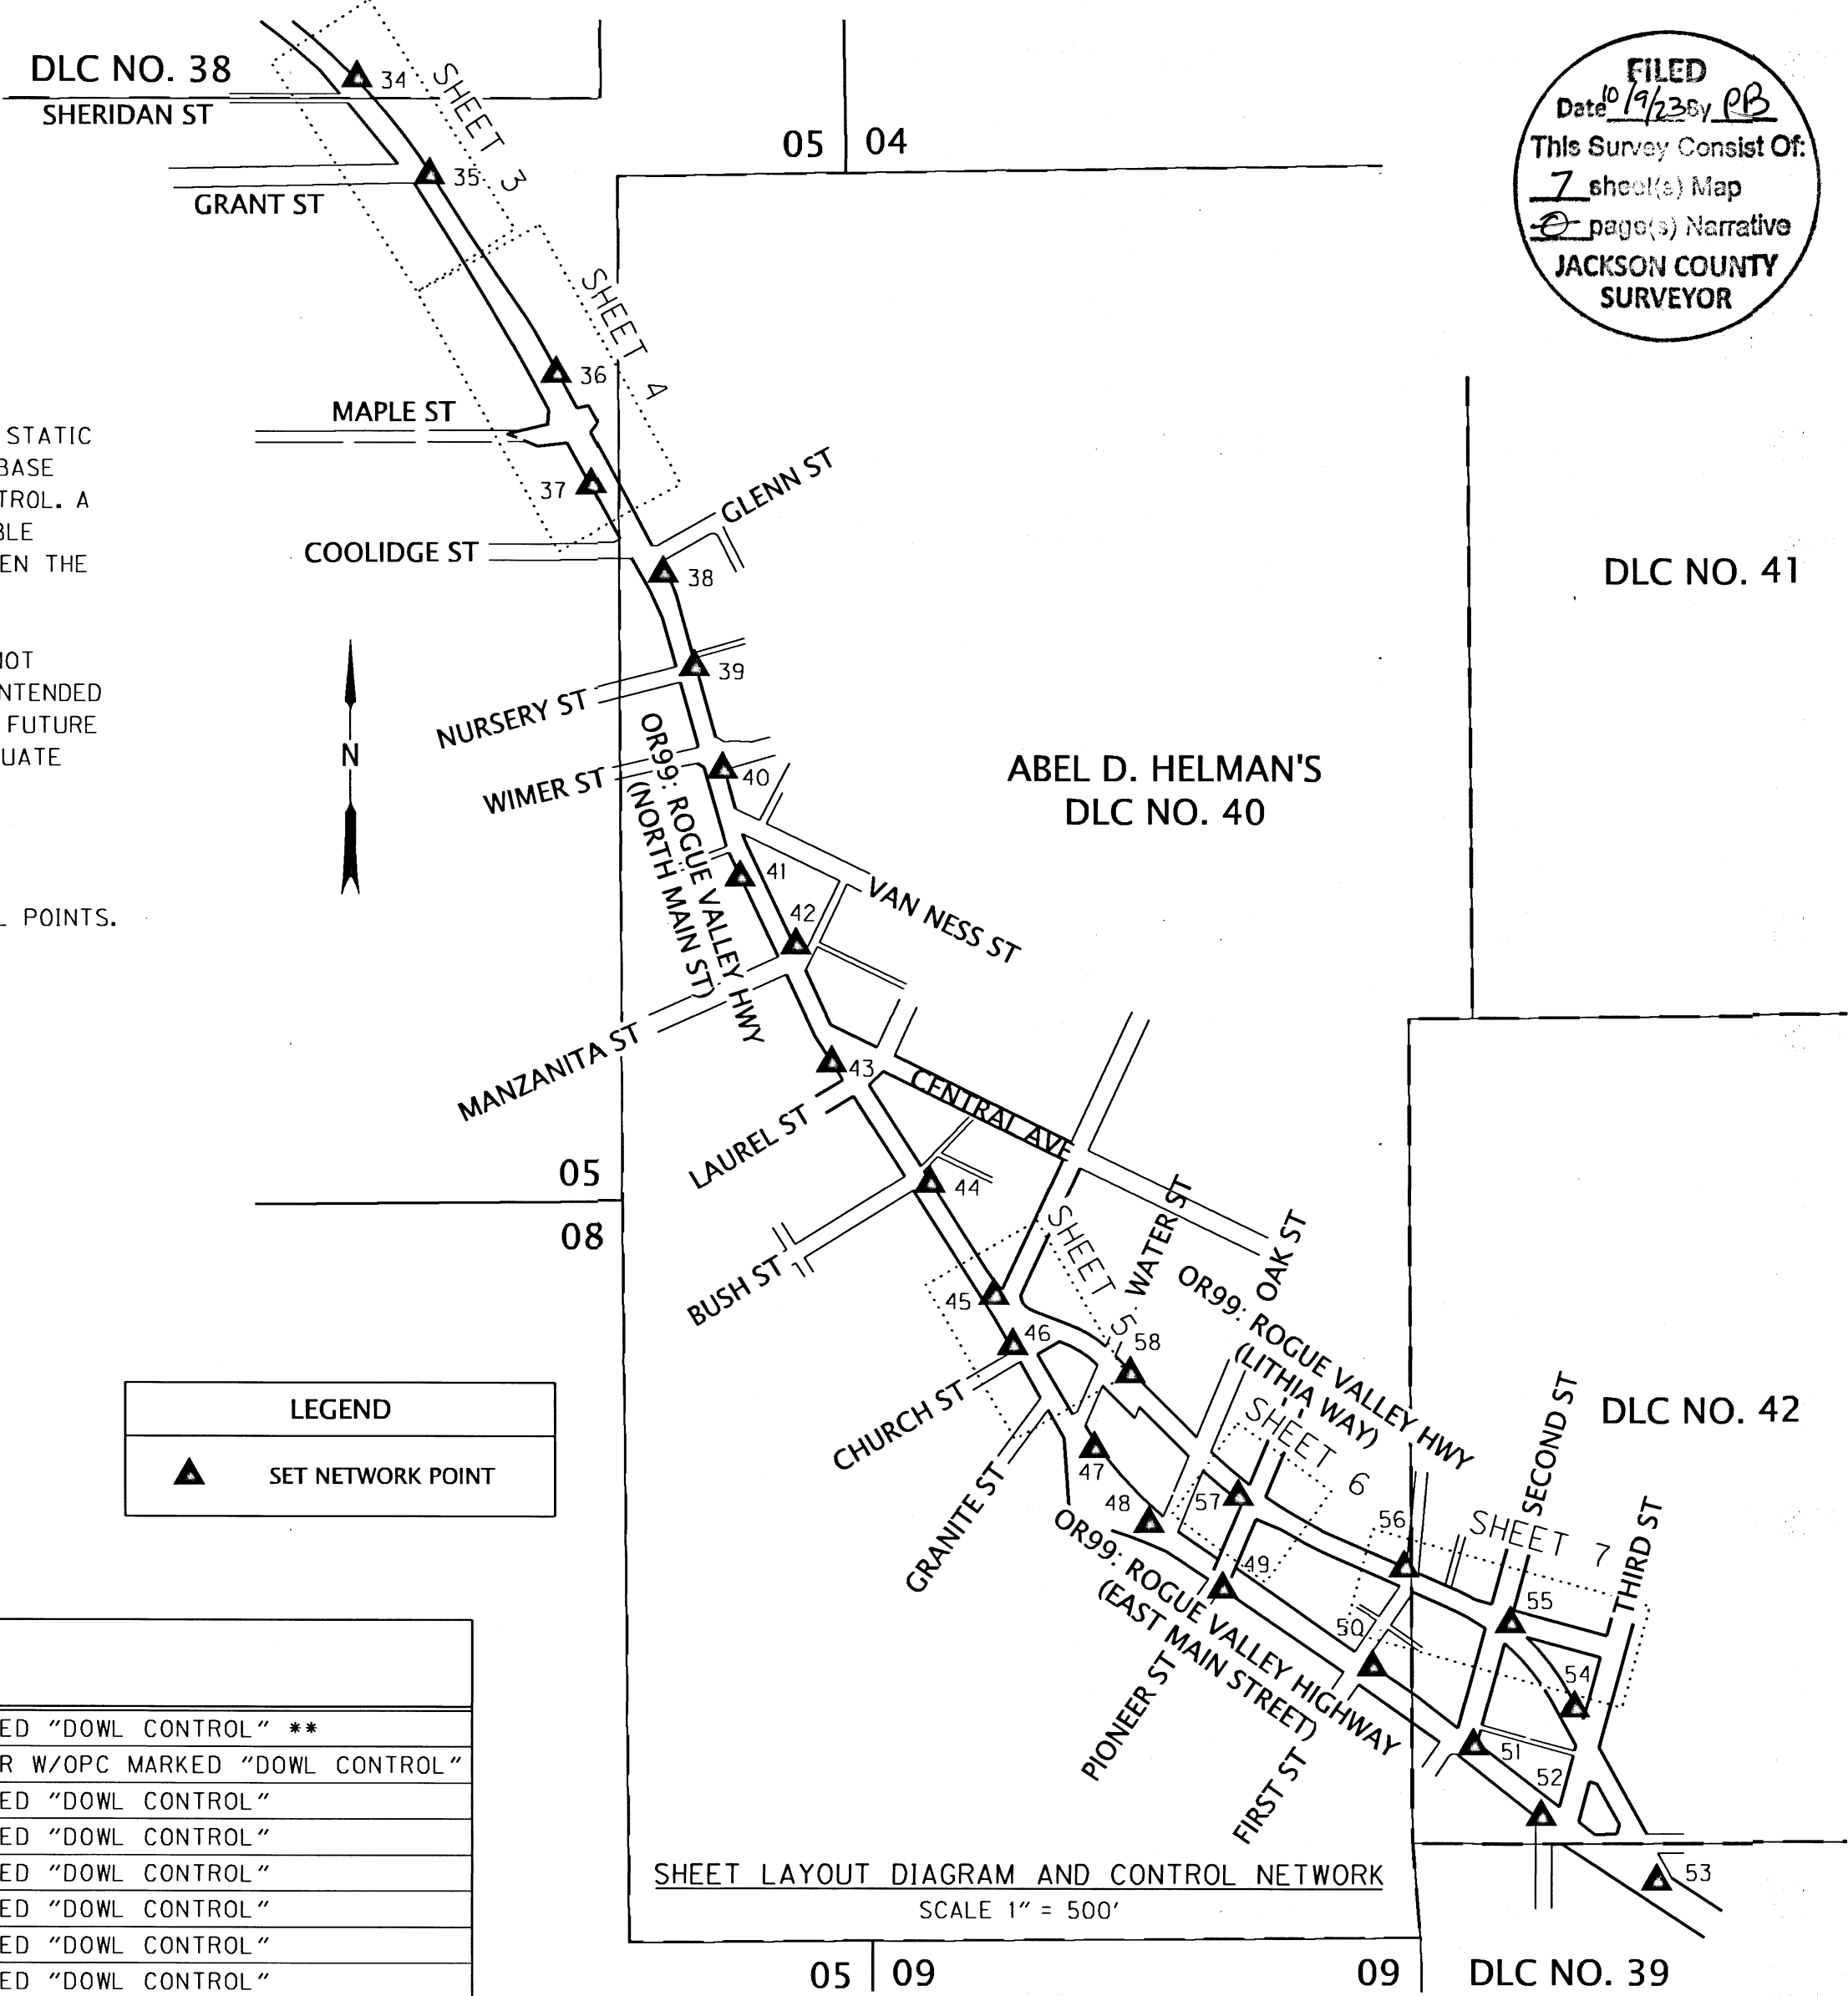 DLC NO. 38
SHERIDAN ST
GRANT ST
34
35
SHEET 3
SHEET 4
05 04
FILED
Date 10/9/23 By PB
This Survey Consist Of:
7 sheet(s) Map
0 page(s) Narrative
JACKSON COUNTY
SURVEYOR
STATIC
BASE
TROL. A
BLE
EN THE
NOT
INTENDED
FUTURE
UATE
L POINTS.
36
MAPLE ST
37
GLENN ST
COOLIDGE ST
38
DLC NO. 41
39
NURSERY ST
N
WIMER ST
40
OR99: ROGUE VALLEY HWY
(NORTH MAIN ST)
ABEL D. HELMAN'S
DLC NO. 40
41
42
VAN NESS ST
MANZANITA ST
43
CENTRAL AVE
LAUREL ST
05
08
44
BUSH ST
45
46
SHEET 5
WATER ST
OAK ST
58
OR99: ROGUE VALLEY HWY
(LITHIA WAY)
CHURCH ST
GRANITE ST
47
48
57
SHEET 6
56
SECOND ST
DLC NO. 42
SHEET 7
THIRD ST
49
OR99: ROGUE VALLEY HIGHWAY
(EAST MAIN STREET)
50
55
54
PIONEER ST
FIRST ST
51
52
53
LEGEND
SET NETWORK POINT
ED "DOWL CONTROL" **
R W/OPC MARKED "DOWL CONTROL"
ED "DOWL CONTROL"
ED "DOWL CONTROL"
ED "DOWL CONTROL"
ED "DOWL CONTROL"
ED "DOWL CONTROL"
ED "DOWL CONTROL"
SHEET LAYOUT DIAGRAM AND CONTROL NETWORK
SCALE 1" = 500'
05 09
09
DLC NO. 39